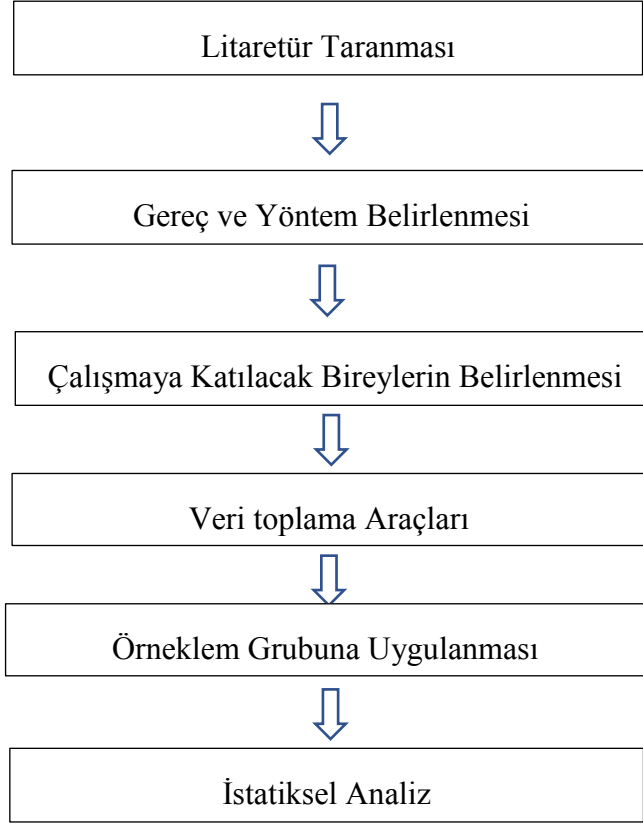 Litaretür Taranması
Gereç ve Yöntem Belirlenmesi
Çalışmaya Katılacak Bireylerin Belirlenmesi
Veri toplama Araçları
Örneklem Grubuna Uygulanması
İstatiksel Analiz